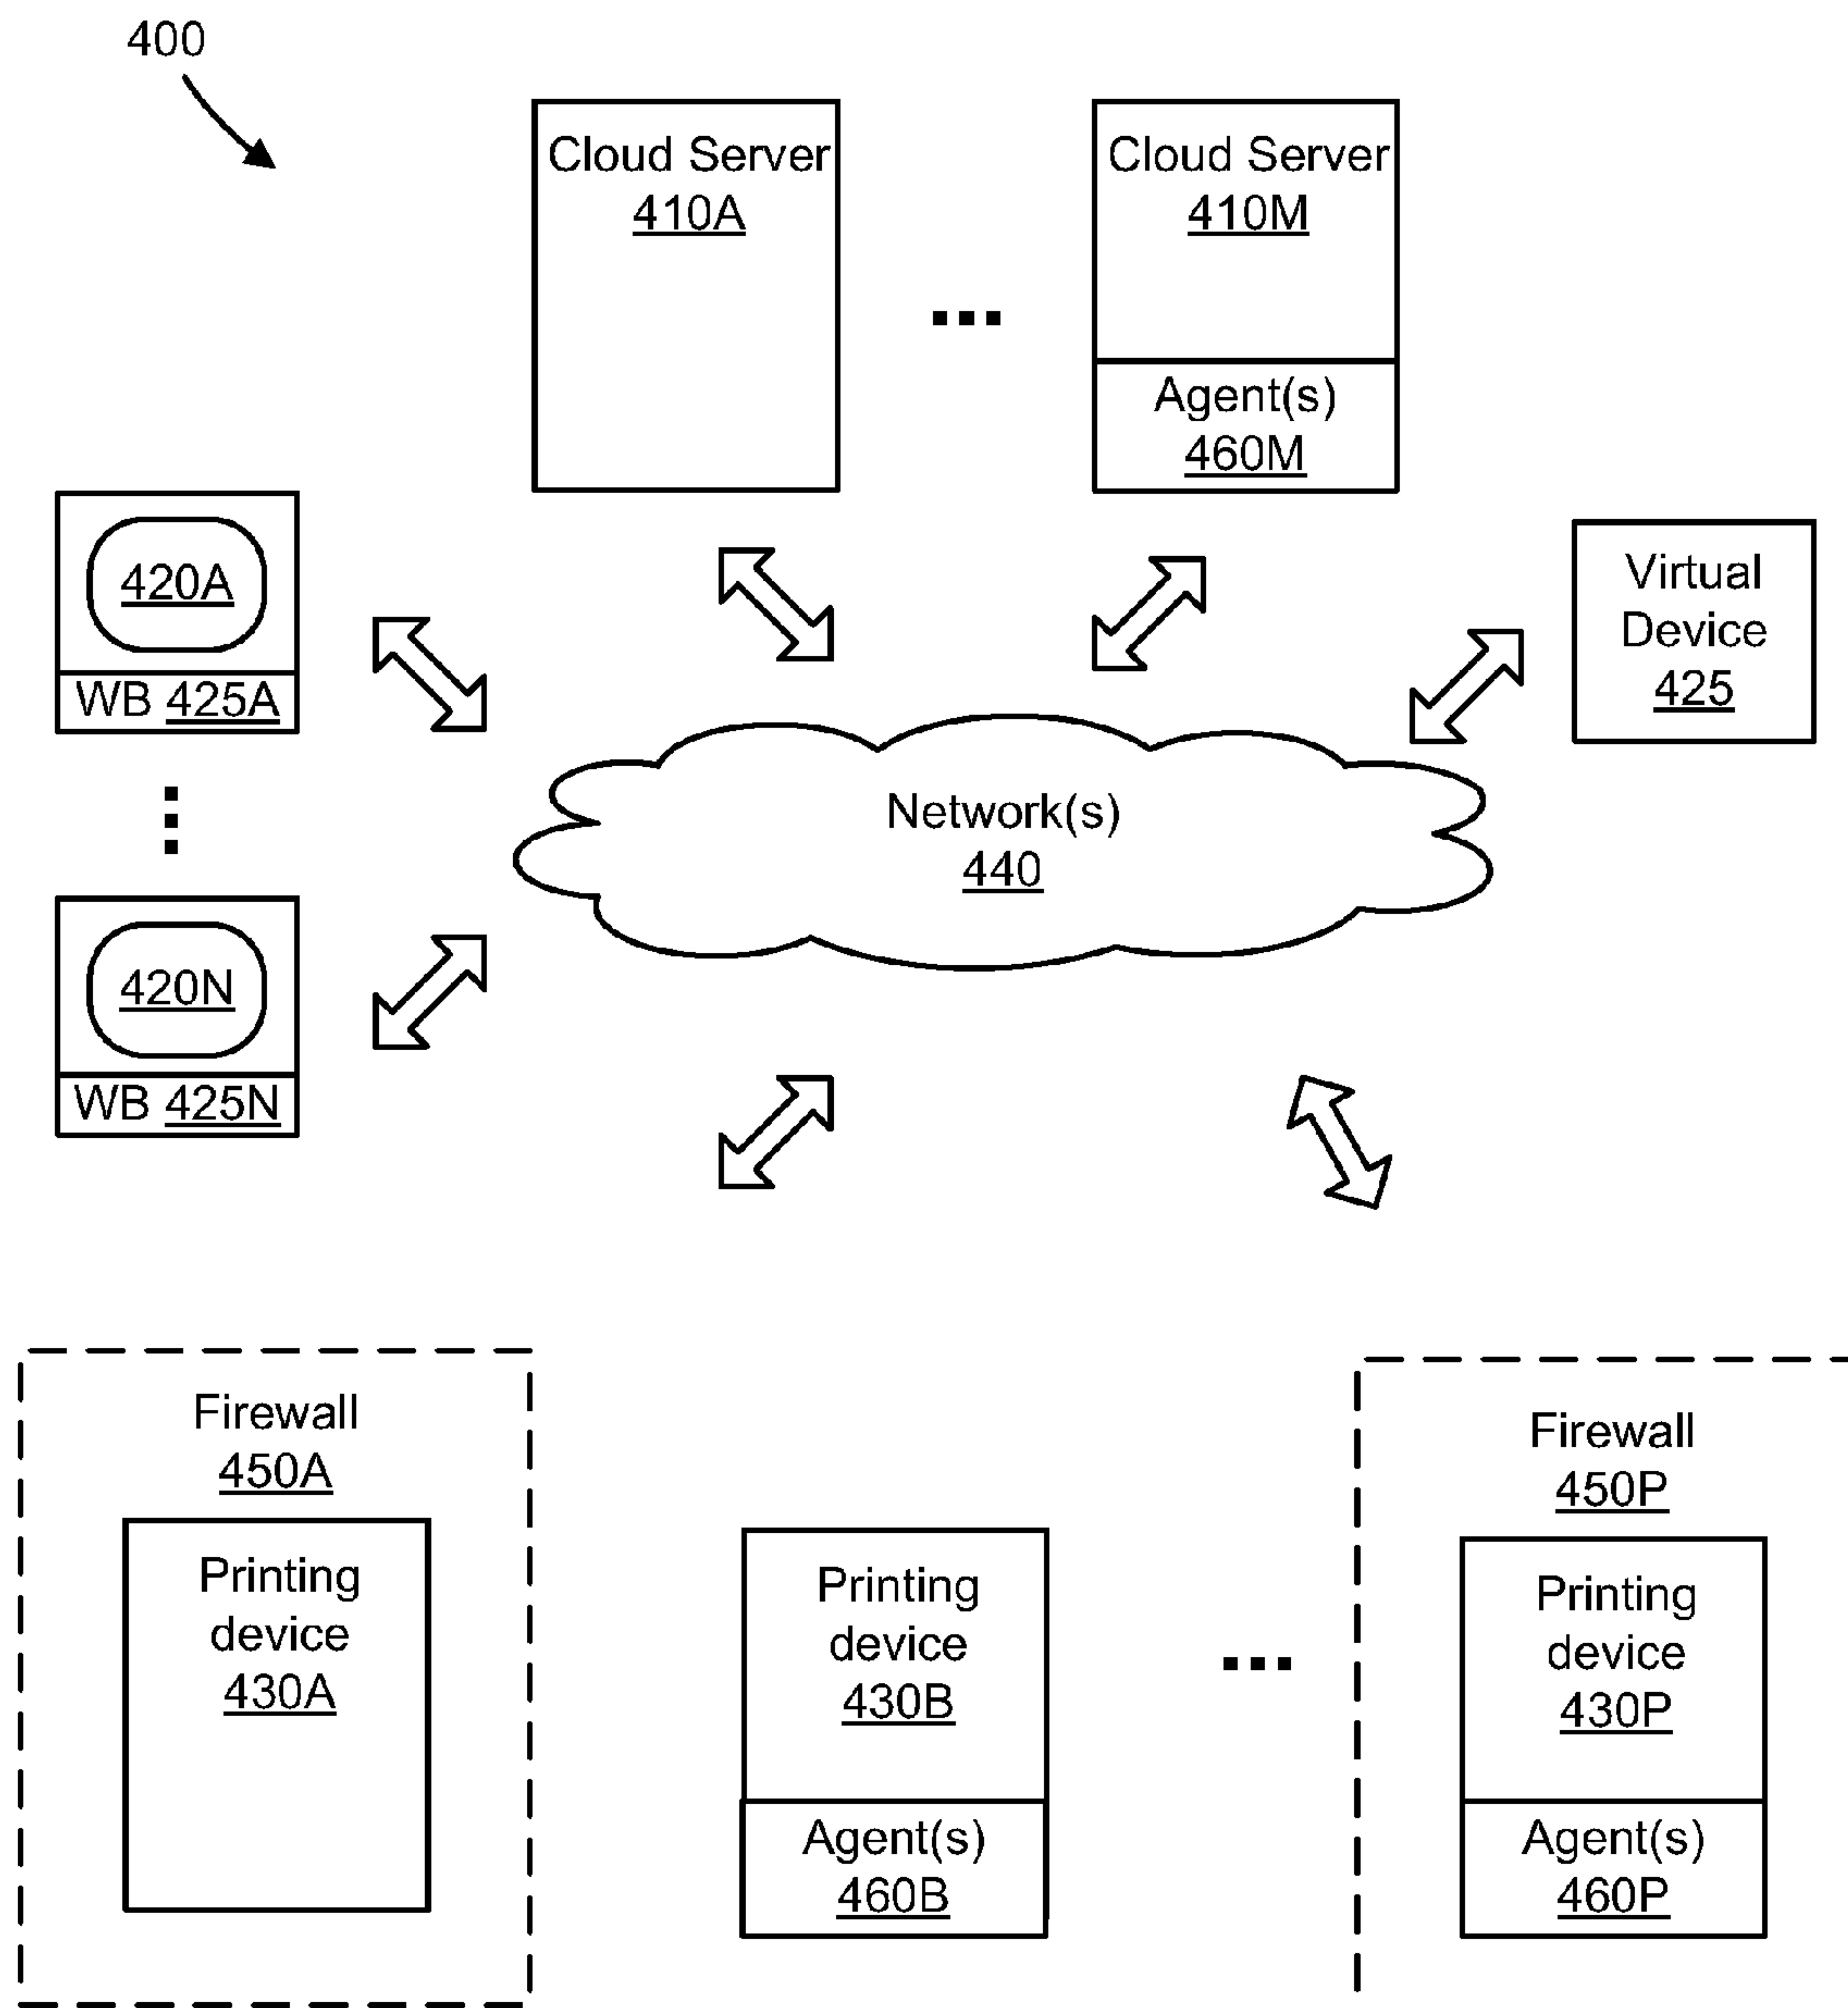 400
Cloud Server
410A
Cloud Server
410M
Agent(s)
460M
420A
WB 425A
Virtual
Device
425
Network(s)
440
420N
WB 425N
Firewall
450A
Printing
device
430A
Printing
device
430B
Agent(s)
460B
Firewall
450P
Printing
device
430P
Agent(s)
460P